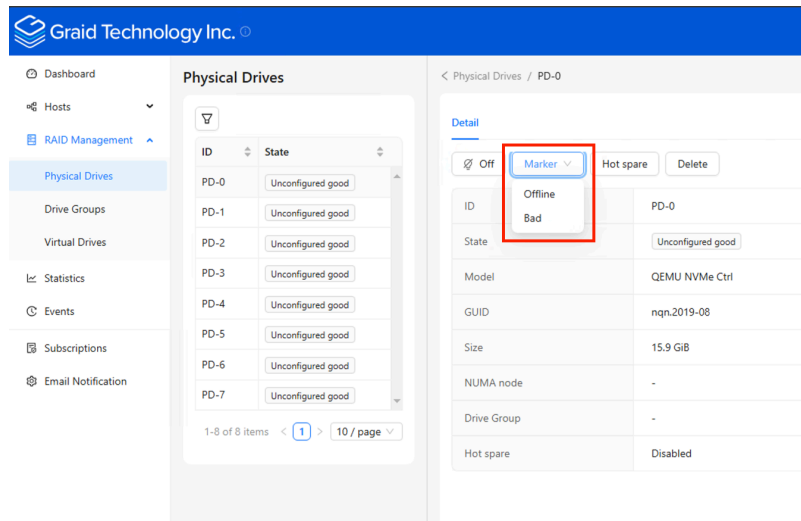 Graid Technology Inc.
Dashboard
Hosts
RAID Management
Physical Drives
Drive Groups
Virtual Drives
Statistics
Events
Subscriptions
Email Notification
Physical Drives
ID State
PD-0 Unconfigured good
PD-1 Unconfigured good
PD-2 Unconfigured good
PD-3 Unconfigured good
PD-4 Unconfigured good
PD-5 Unconfigured good
PD-6 Unconfigured good
PD-7 Unconfigured good
1-8 of 8 items < 1 > 10 / page
< Physical Drives / PD-0
Detail
Off Marker Hot spare Delete
Offline
Bad
ID PD-0
State Unconfigured good
Model QEMU NVMe Ctrl
GUID nqn.2019-08
Size 15.9 GiB
NUMA node -
Drive Group -
Hot spare Disabled